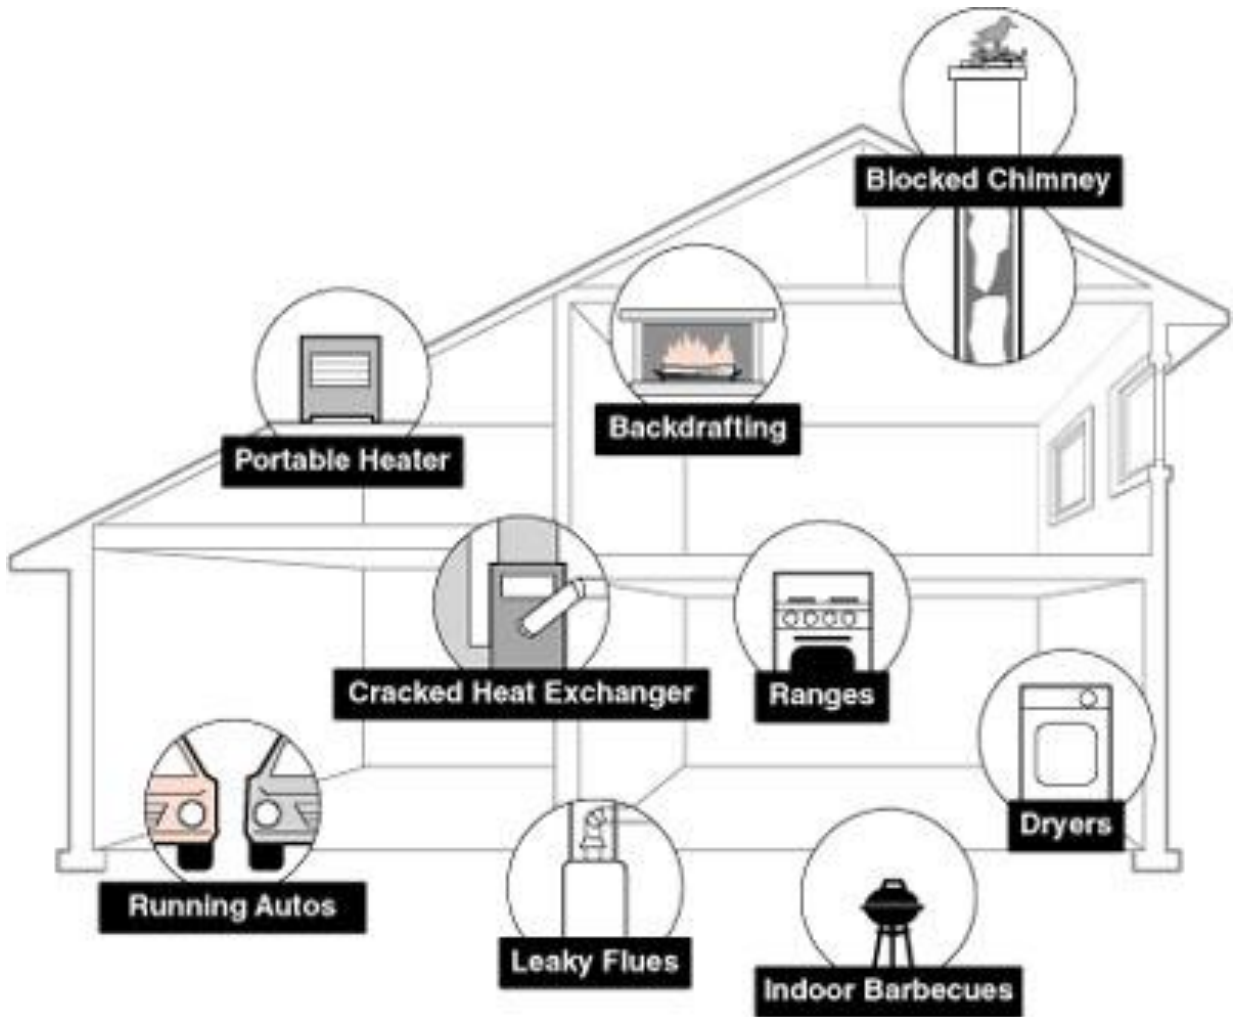 Blocked Chimney
Backdrafting
Portable Heater
Cracked Heat Exchanger
Ranges
Dryers
Running Autos
Leaky Flues
Indoor Barbecues